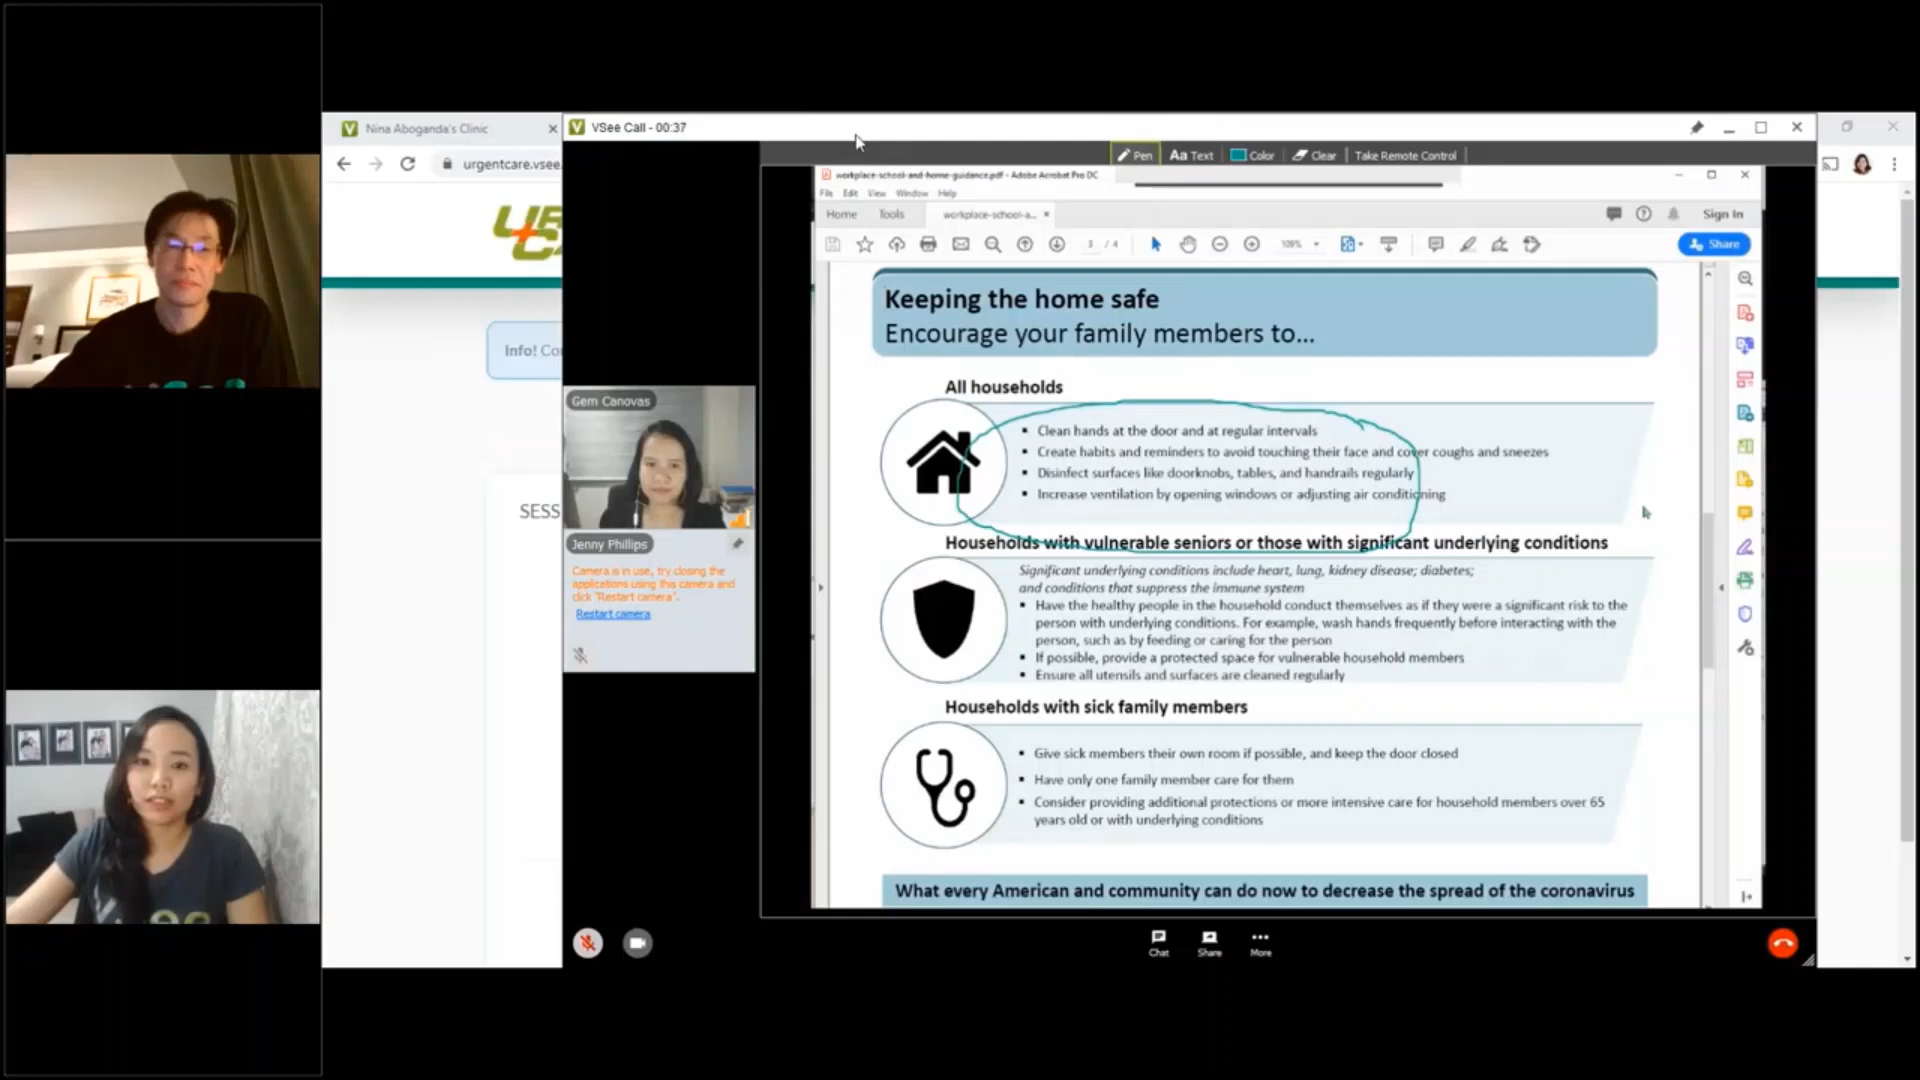 Nina Aboganda's Clinic
urgentcare.vsee.
Info! Co
SESS
VSee Call - 00:37
Pen
Aa Text
Color
Clear
Take Remote Control
Gem Canovas
Jenny Phillips
Camera is in use, try closing the
applications using this camera and
click "Restart camera".
Restart camera
workplace-school-and-home-guidance.pdf - Adobe Acrobat Pro DC
File Edit View Window Help
Home Tools workplace-school-a... Sign In
3 / 4
109%
Share
Keeping the home safe
Encourage your family members to...
All households
▪ Clean hands at the door and at regular intervals
▪ Create habits and reminders to avoid touching their face and cover coughs and sneezes
▪ Disinfect surfaces like doorknobs, tables, and handrails regularly
▪ Increase ventilation by opening windows or adjusting air conditioning
Households with vulnerable seniors or those with significant underlying conditions
Significant underlying conditions include heart, lung, kidney disease; diabetes;
and conditions that suppress the immune system
▪ Have the healthy people in the household conduct themselves as if they were a significant risk to the
person with underlying conditions. For example, wash hands frequently before interacting with the
person, such as by feeding or caring for the person
▪ If possible, provide a protected space for vulnerable household members
▪ Ensure all utensils and surfaces are cleaned regularly
Households with sick family members
▪ Give sick members their own room if possible, and keep the door closed
▪ Have only one family member care for them
▪ Consider providing additional protections or more intensive care for household members over 65
years old or with underlying conditions
What every American and community can do now to decrease the spread of the coronavirus
Chat
Share
More